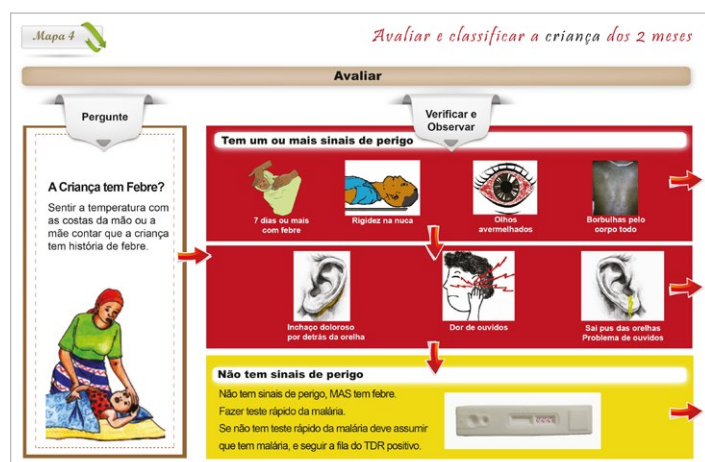 Mapa 4
Avaliar e classificar a criança dos 2 meses
Avaliar
Pergunte
Verificar e
Observar
A Criança tem Febre?
Sentir a temperatura com
as costas da mão ou a
mãe contar que a criança
tem história de febre.
Tem um ou mais sinais de perigo
7 dias ou mais
com febre
Rigidez na nuca
Olhos
avermelhados
Borbulhas pelo
corpo todo
Inchaço doloroso
por detrás da orelha
Dor de ouvidos
Sai pus das orelhas
Problema de ouvidos
Não tem sinais de perigo
Não tem sinais de perigo, MAS tem febre.
Fazer teste rápido da malária.
Se não tem teste rápido da malária deve assumir
que tem malária, e seguir a fila do TDR positivo.